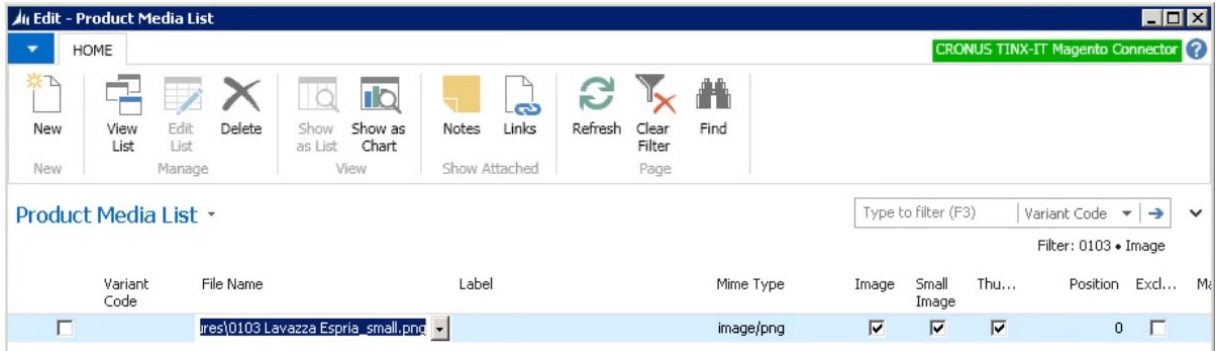 Edit - Product Media List
HOME
CRONUS TINX-IT Magento Connector
New
View List
Edit List
Delete
Show as List
Show as Chart
Notes
Links
Refresh
Clear Filter
Find
New
Manage
View
Show Attached
Page
Product Media List
Type to filter (F3)
Variant Code
Filter: 0103 • Image
Variant Code
File Name
Label
Mime Type
Image
Small Image
Thu...
Position
Excl...
ures\0103 Lavazza Espria_small.png
image/png
0